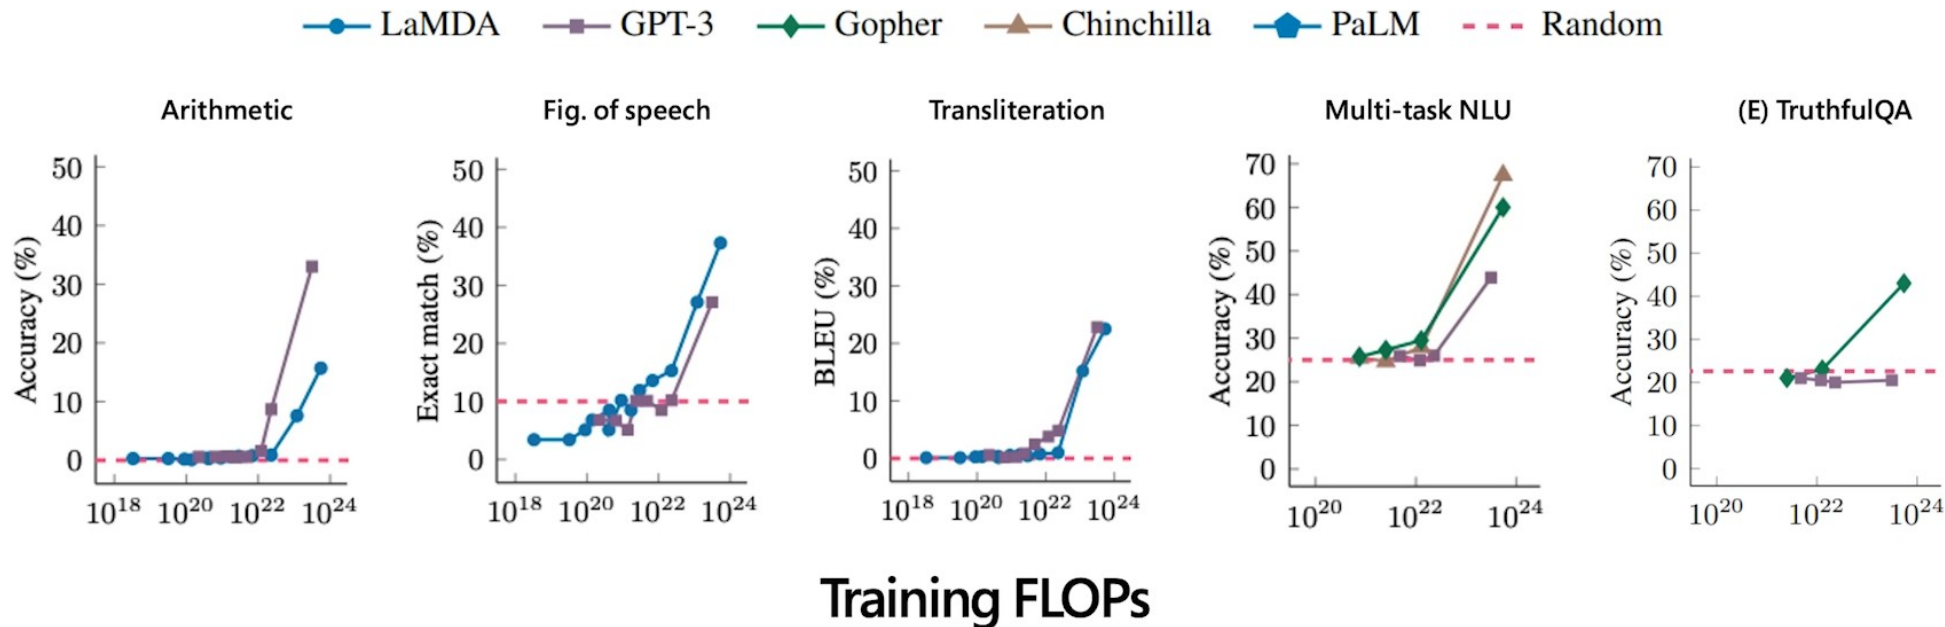 LaMDA GPT-3 Gopher Chinchilla PaLM Random
Arithmetic
Accuracy (%)
50
40
30
20
10
0
10^18 10^20 10^22 10^24
Fig. of speech
Exact match (%)
50
40
30
20
10
0
10^18 10^20 10^22 10^24
Transliteration
BLEU (%)
50
40
30
20
10
0
10^18 10^20 10^22 10^24
Multi-task NLU
Accuracy (%)
70
60
50
40
30
20
10
0
10^20 10^22 10^24
(E) TruthfulQA
Accuracy (%)
70
60
50
40
30
20
10
0
10^20 10^22 10^24
Training FLOPs